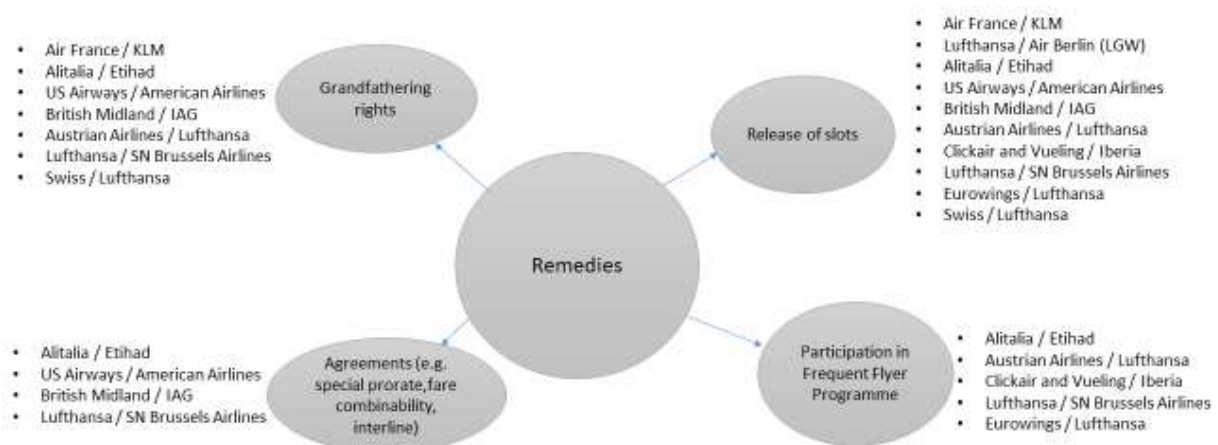 • Air France / KLM
• Alitalia / Etihad
• US Airways / American Airlines
• British Midland / IAG
• Austrian Airlines / Lufthansa
• Lufthansa / SN Brussels Airlines
• Swiss / Lufthansa
Grandfathering
rights
Release of slots
• Air France / KLM
• Lufthansa / Air Berlin (LGW)
• Alitalia / Etihad
• US Airways / American Airlines
• British Midland / IAG
• Austrian Airlines / Lufthansa
• Clickair and Vueling / Iberia
• Lufthansa / SN Brussels Airlines
• Eurowings / Lufthansa
• Swiss / Lufthansa
Remedies
• Alitalia / Etihad
• US Airways / American Airlines
• British Midland / IAG
• Lufthansa / SN Brussels Airlines
Agreements (e.g.
special prorate, fare
combinability,
interline)
Participation in
Frequent Flyer
Programme
• Alitalia / Etihad
• Austrian Airlines / Lufthansa
• Clickair and Vueling / Iberia
• Lufthansa / SN Brussels Airlines
• Eurowings / Lufthansa